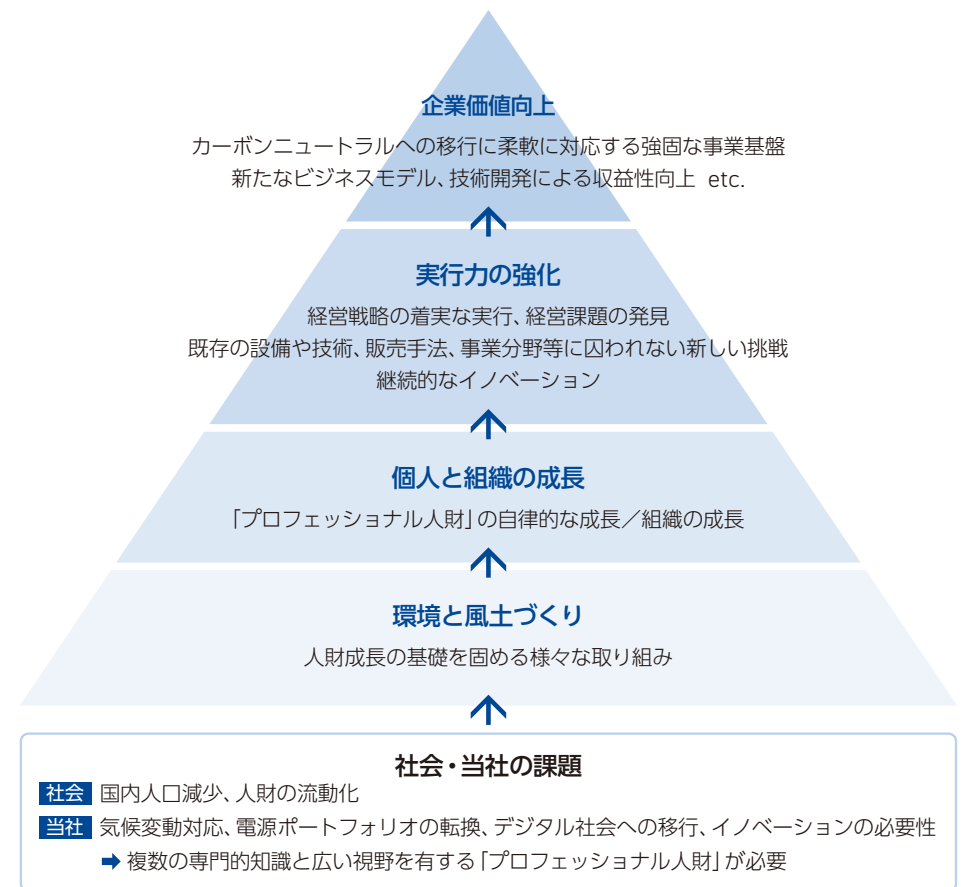 企業価値向上
カーボンニュートラルへの移行に柔軟に対応する強固な事業基盤
新たなビジネスモデル、技術開発による収益性向上 etc.
実行力の強化
経営戦略の着実な実行、経営課題の発見
既存の設備や技術、販売手法、事業分野等に囚われない新しい挑戦
継続的なイノベーション
個人と組織の成長
「プロフェッショナル人財」の自律的な成長／組織の成長
環境と風土づくり
人財成長の基礎を固める様々な取り組み
社会・当社の課題
社会 国内人口減少、人財の流動化
当社 気候変動対応、電源ポートフォリオの転換、デジタル社会への移行、イノベーションの必要性
➡ 複数の専門的知識と広い視野を有する「プロフェッショナル人財」が必要